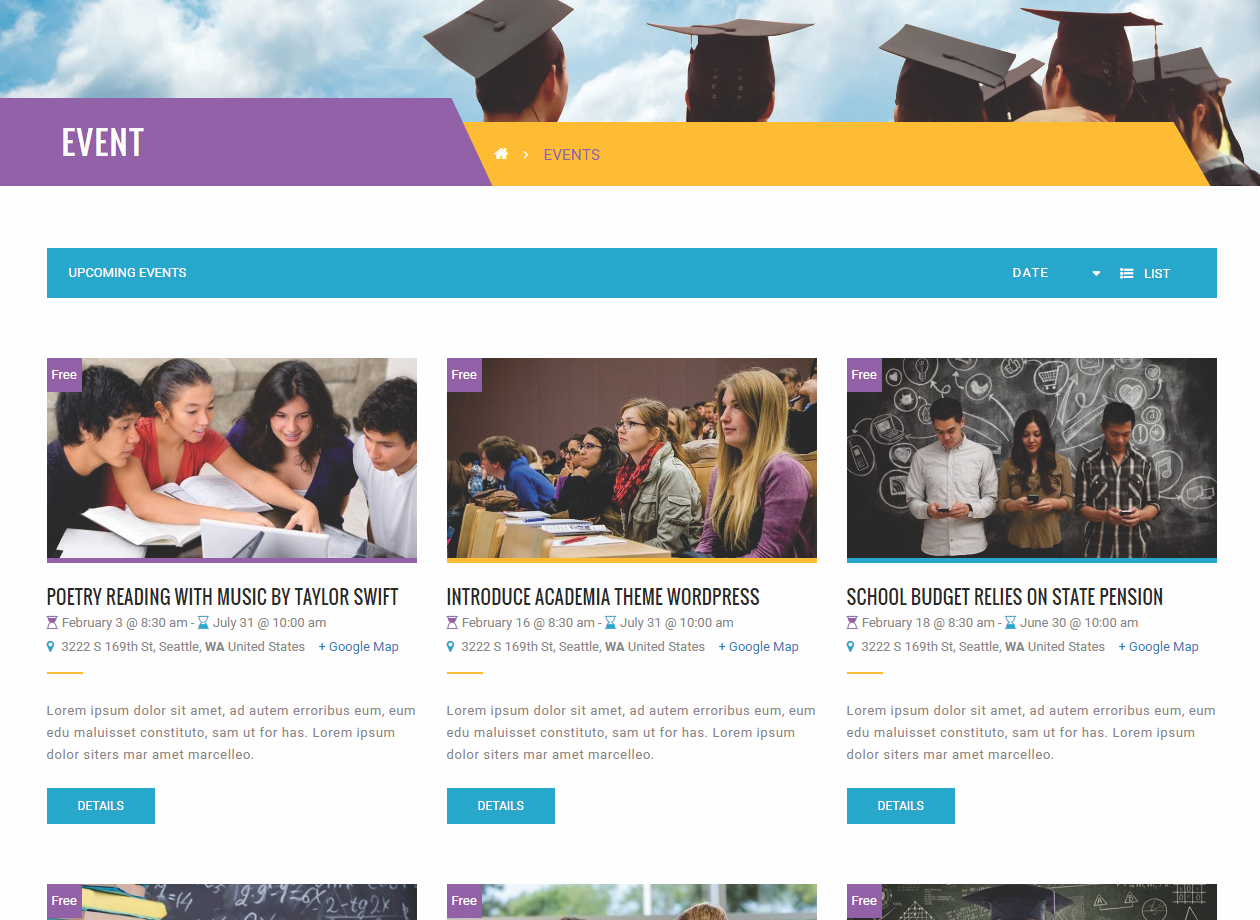 EVENT
EVENTS
UPCOMING EVENTS
DATE
LIST
Free
Free
Free
POETRY READING WITH MUSIC BY TAYLOR SWIFT
February 3 @ 8:30 am - July 31 @ 10:00 am
3222 S 169th St, Seattle, WA United States + Google Map
Lorem ipsum dolor sit amet, ad autem erroribus eum, eum
edu maluisset constituto, sam ut for has. Lorem ipsum
dolor siters mar amet marcelleo.
DETAILS
INTRODUCE ACADEMIA THEME WORDPRESS
February 16 @ 8:30 am - July 31 @ 10:00 am
3222 S 169th St, Seattle, WA United States + Google Map
Lorem ipsum dolor sit amet, ad autem erroribus eum, eum
edu maluisset constituto, sam ut for has. Lorem ipsum
dolor siters mar amet marcelleo.
DETAILS
SCHOOL BUDGET RELIES ON STATE PENSION
February 18 @ 8:30 am - June 30 @ 10:00 am
3222 S 169th St, Seattle, WA United States + Google Map
Lorem ipsum dolor sit amet, ad autem erroribus eum, eum
edu maluisset constituto, sam ut for has. Lorem ipsum
dolor siters mar amet marcelleo.
DETAILS
Free
Free
Free